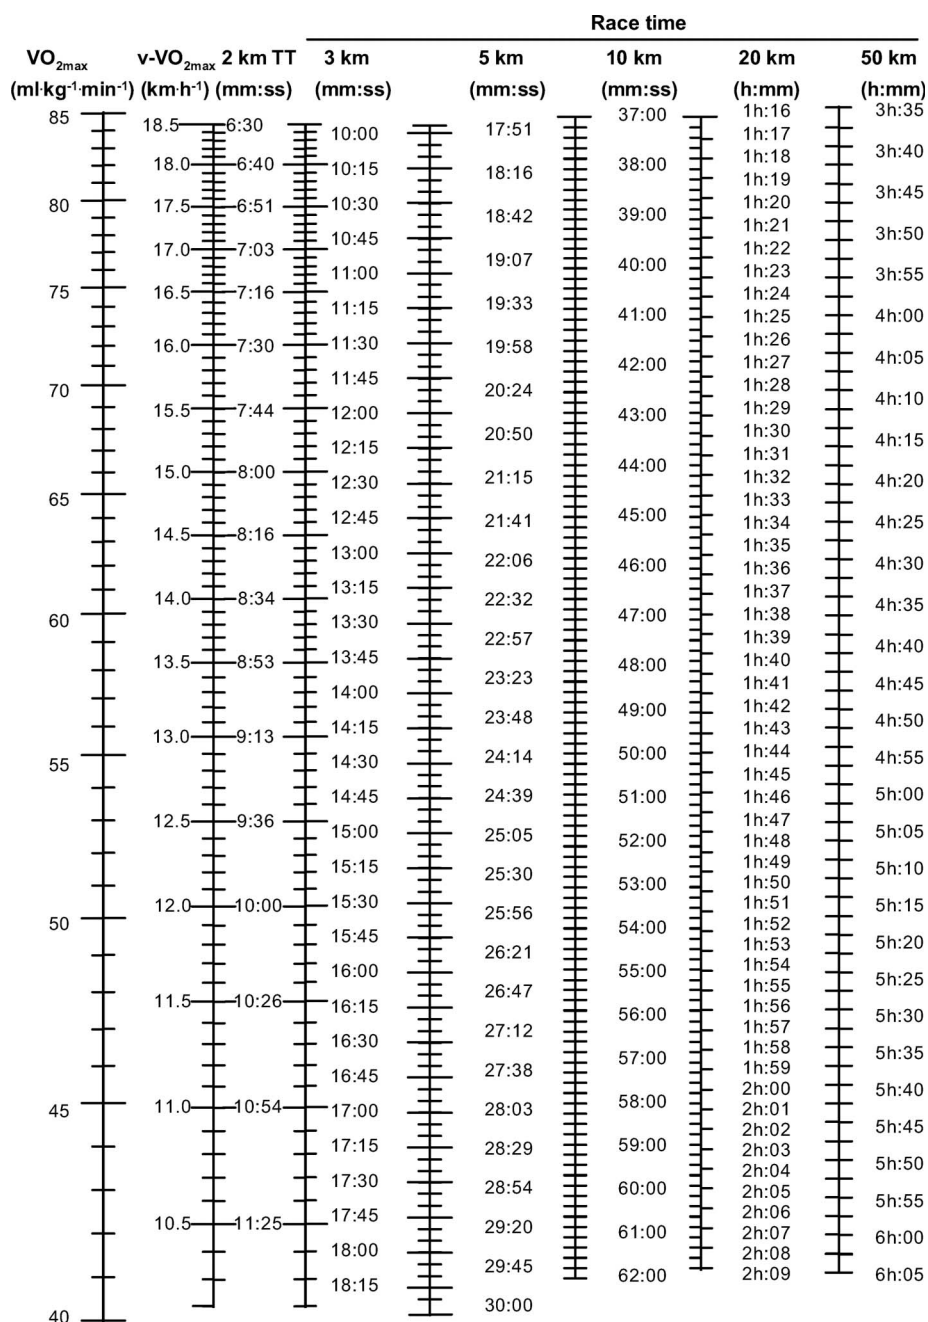 Race time
VO₂max v-VO₂max 2 km TT 3 km 5 km 10 km 20 km 50 km
(ml·kg⁻¹·min⁻¹) (km·h⁻¹) (mm:ss) (mm:ss) (mm:ss) (mm:ss) (h:mm) (h:mm)
85
80
75
70
65
60
55
50
45
40
18.5 6:30
18.0 6:40
17.5 6:51
17.0 7:03
16.5 7:16
16.0 7:30
15.5 7:44
15.0 8:00
14.5 8:16
14.0 8:34
13.5 8:53
13.0 9:13
12.5 9:36
12.0 10:00
11.5 10:26
11.0 10:54
10.5 11:25
10:00
10:15
10:30
10:45
11:00
11:15
11:30
11:45
12:00
12:15
12:30
12:45
13:00
13:15
13:30
13:45
14:00
14:15
14:30
14:45
15:00
15:15
15:30
15:45
16:00
16:15
16:30
16:45
17:00
17:15
17:30
17:45
18:00
18:15
17:51
18:16
18:42
19:07
19:33
19:58
20:24
20:50
21:15
21:41
22:06
22:32
22:57
23:23
23:48
24:14
24:39
25:05
25:30
25:56
26:21
26:47
27:12
27:38
28:03
28:29
28:54
29:20
29:45
30:00
37:00
38:00
39:00
40:00
41:00
42:00
43:00
44:00
45:00
46:00
47:00
48:00
49:00
50:00
51:00
52:00
53:00
54:00
55:00
56:00
57:00
58:00
59:00
60:00
61:00
62:00
1h:16
1h:17
1h:18
1h:19
1h:20
1h:21
1h:22
1h:23
1h:24
1h:25
1h:26
1h:27
1h:28
1h:29
1h:30
1h:31
1h:32
1h:33
1h:34
1h:35
1h:36
1h:37
1h:38
1h:39
1h:40
1h:41
1h:42
1h:43
1h:44
1h:45
1h:46
1h:47
1h:48
1h:49
1h:50
1h:51
1h:52
1h:53
1h:54
1h:55
1h:56
1h:57
1h:58
1h:59
2h:00
2h:01
2h:02
2h:03
2h:04
2h:05
2h:06
2h:07
2h:08
2h:09
3h:35
3h:40
3h:45
3h:50
3h:55
4h:00
4h:05
4h:10
4h:15
4h:20
4h:25
4h:30
4h:35
4h:40
4h:45
4h:50
4h:55
5h:00
5h:05
5h:10
5h:15
5h:20
5h:25
5h:30
5h:35
5h:40
5h:45
5h:50
5h:55
6h:00
6h:05